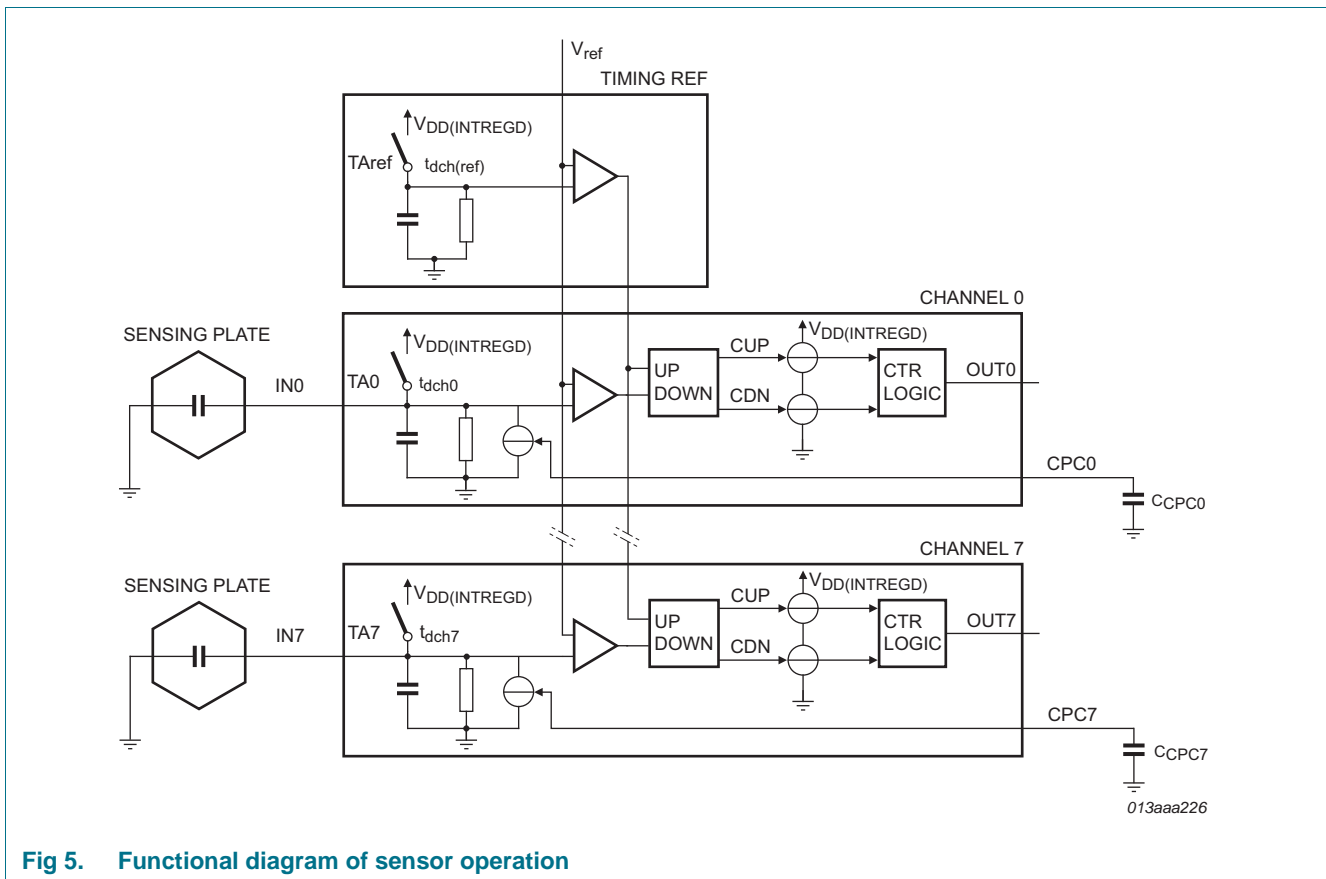 Vref
TIMING REF
VDD(INTREGD)
TAref
tdch(ref)
CHANNEL 0
SENSING PLATE
VDD(INTREGD)
VDD(INTREGD)
IN0
TA0
tdch0
UP
DOWN
CUP
CDN
CTR
LOGIC
OUT0
CPC0
CCPC0
CHANNEL 7
SENSING PLATE
VDD(INTREGD)
VDD(INTREGD)
IN7
TA7
tdch7
UP
DOWN
CUP
CDN
CTR
LOGIC
OUT7
CPC7
CCPC7
013aaa226
Fig 5. Functional diagram of sensor operation